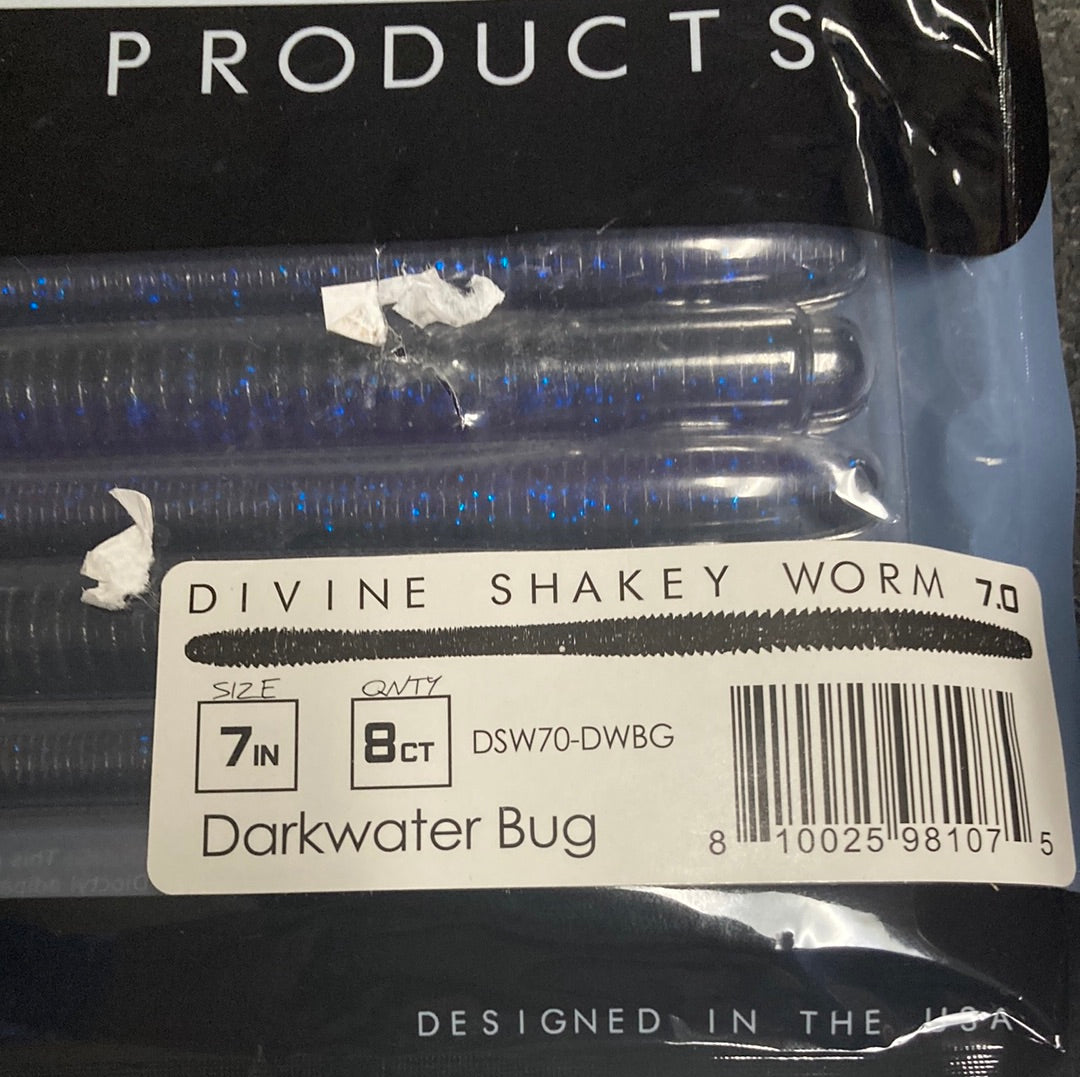 PRODUCTS
DIVINE SHAKEY WORM 7.0
SIZE QNTY
7IN 8CT DSW70-DWBG
Darkwater Bug
8 10025 98107 5
DESIGNED IN THE USA